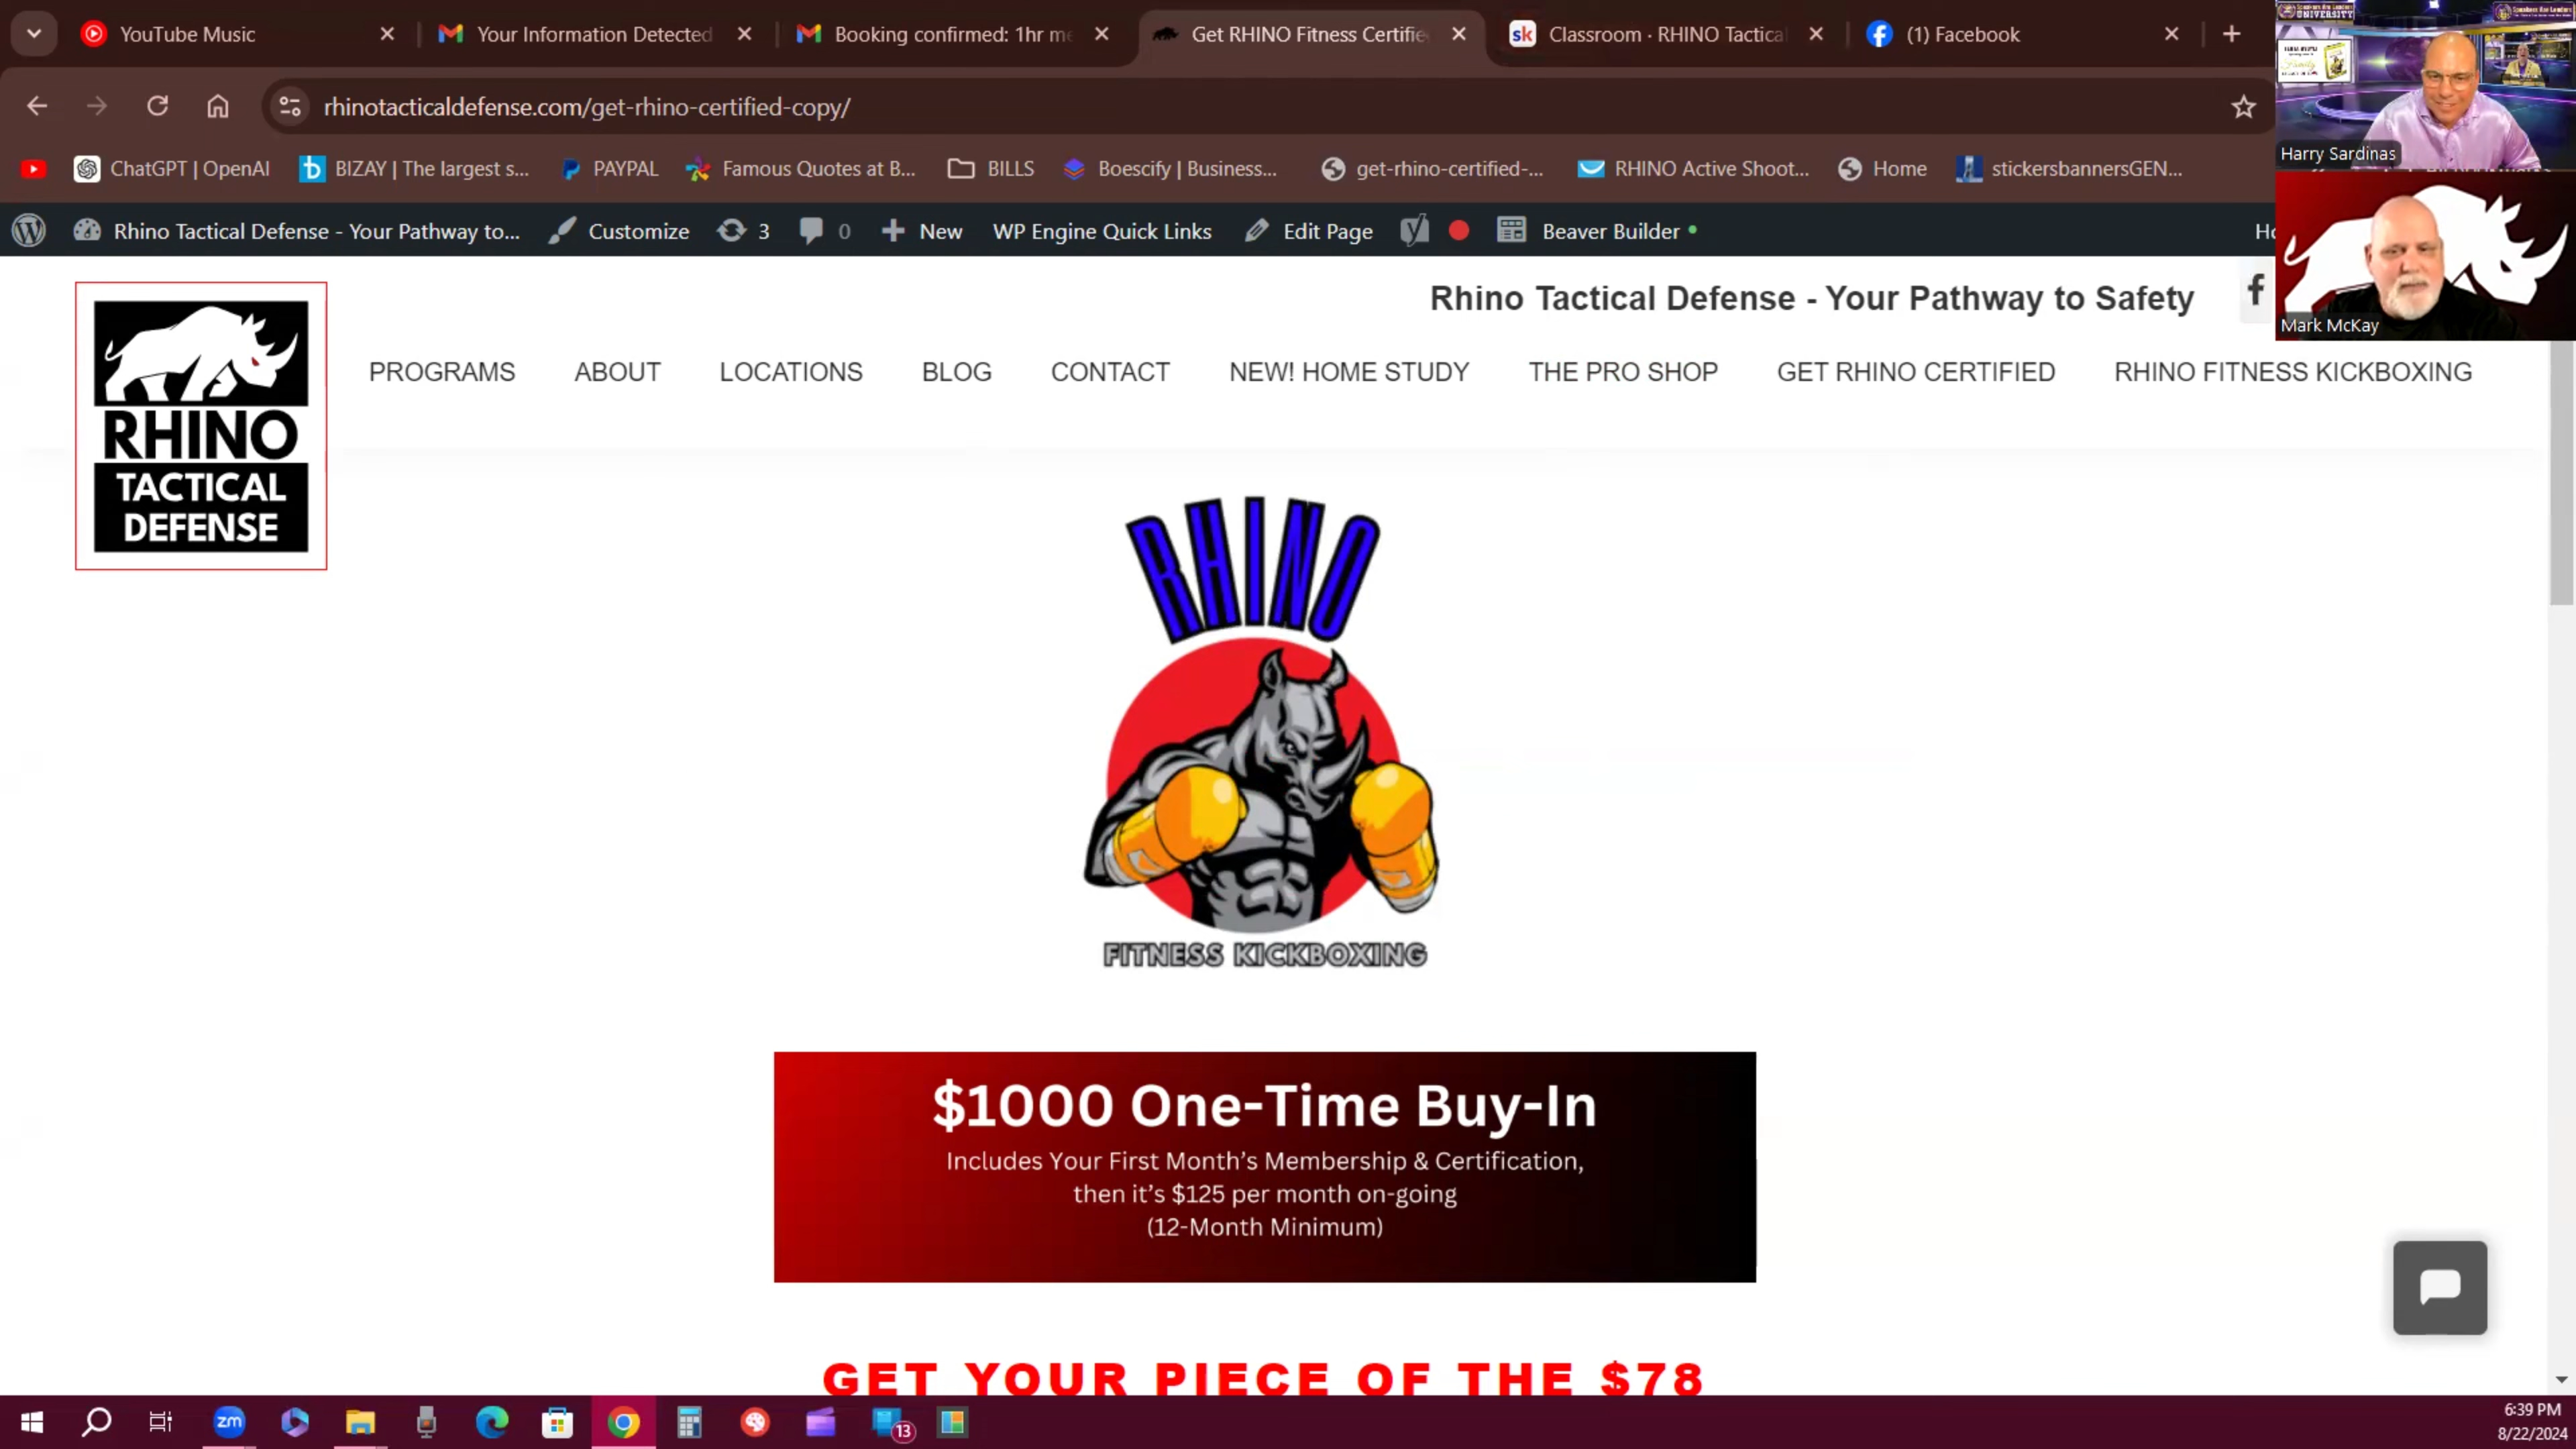 YouTube Music
Your Information Detected
Booking confirmed: 1hr me
Get RHINO Fitness Certifie
sk
Classroom · RHINO Tactical
(1) Facebook
rhinotacticaldefense.com/get-rhino-certified-copy/
ChatGPT | OpenAI
BIZAY | The largest s...
PAYPAL
Famous Quotes at B...
BILLS
Boescify | Business...
get-rhino-certified-...
RHINO Active Shoot...
Home
stickersbannersGEN...
Rhino Tactical Defense - Your Pathway to...
Customize
3
0
New
WP Engine Quick Links
Edit Page
Beaver Builder
UNIVERSITY
Harry Sardinas
Mark McKay
RHINO
TACTICAL
DEFENSE
Rhino Tactical Defense - Your Pathway to Safety
PROGRAMS
ABOUT
LOCATIONS
BLOG
CONTACT
NEW! HOME STUDY
THE PRO SHOP
GET RHINO CERTIFIED
RHINO FITNESS KICKBOXING
RHINO
FITNESS KICKBOXING
$1000 One-Time Buy-In
Includes Your First Month's Membership & Certification,
then it's $125 per month on-going
(12-Month Minimum)
GET YOUR PIECE OF THE $78
zm
13
6:39 PM
8/22/2024